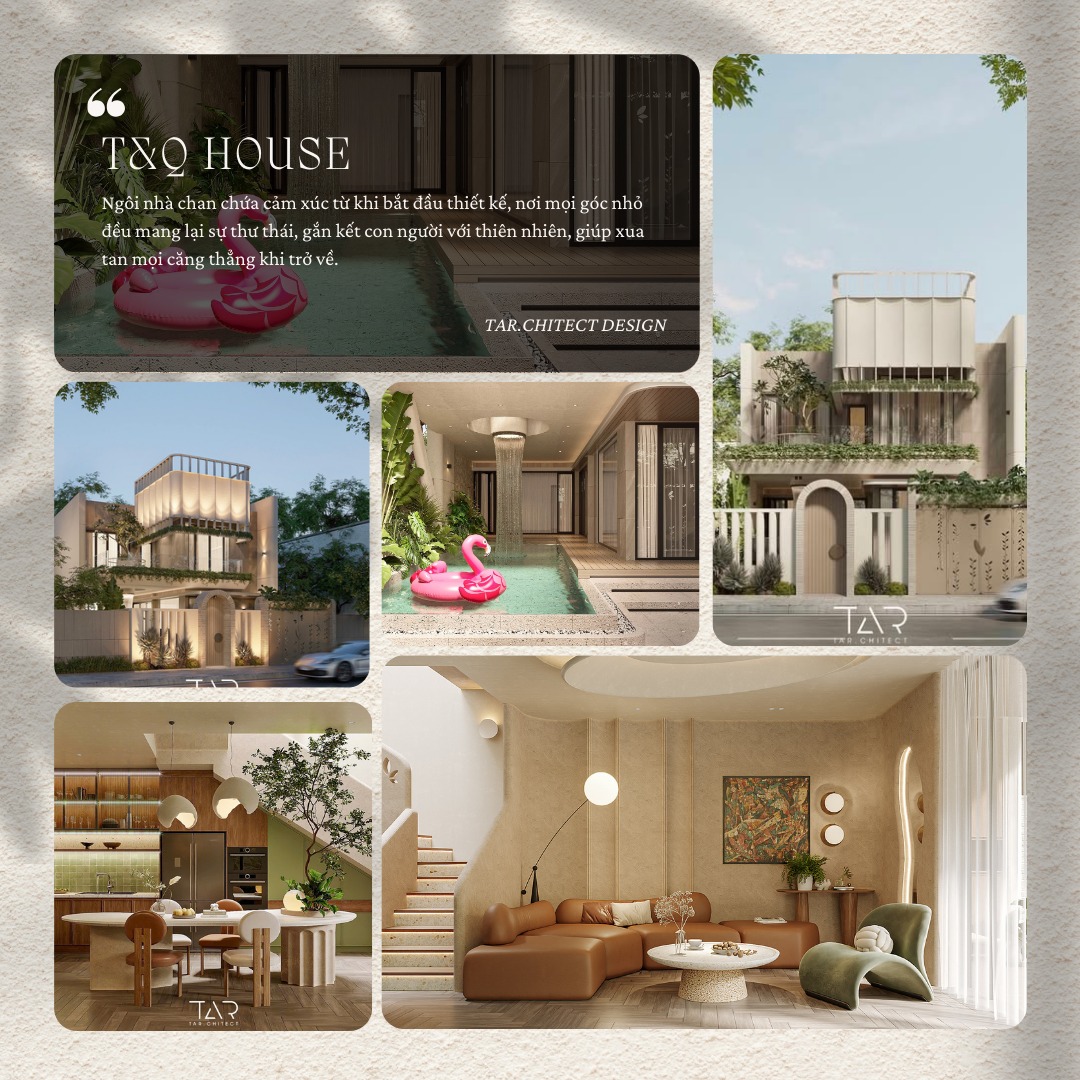 T&Q HOUSE
Ngôi nhà chan chứa cảm xúc từ khi bắt đầu thiết kế, nơi mọi góc nhỏ
đều mang lại sự thư thái, gắn kết con người với thiên nhiên, giúp xua
tan mọi căng thẳng khi trở về.
TAR.CHITECT DESIGN
TAR
TAR.CHITECT
TAR
TAR
TAR.CHITECT